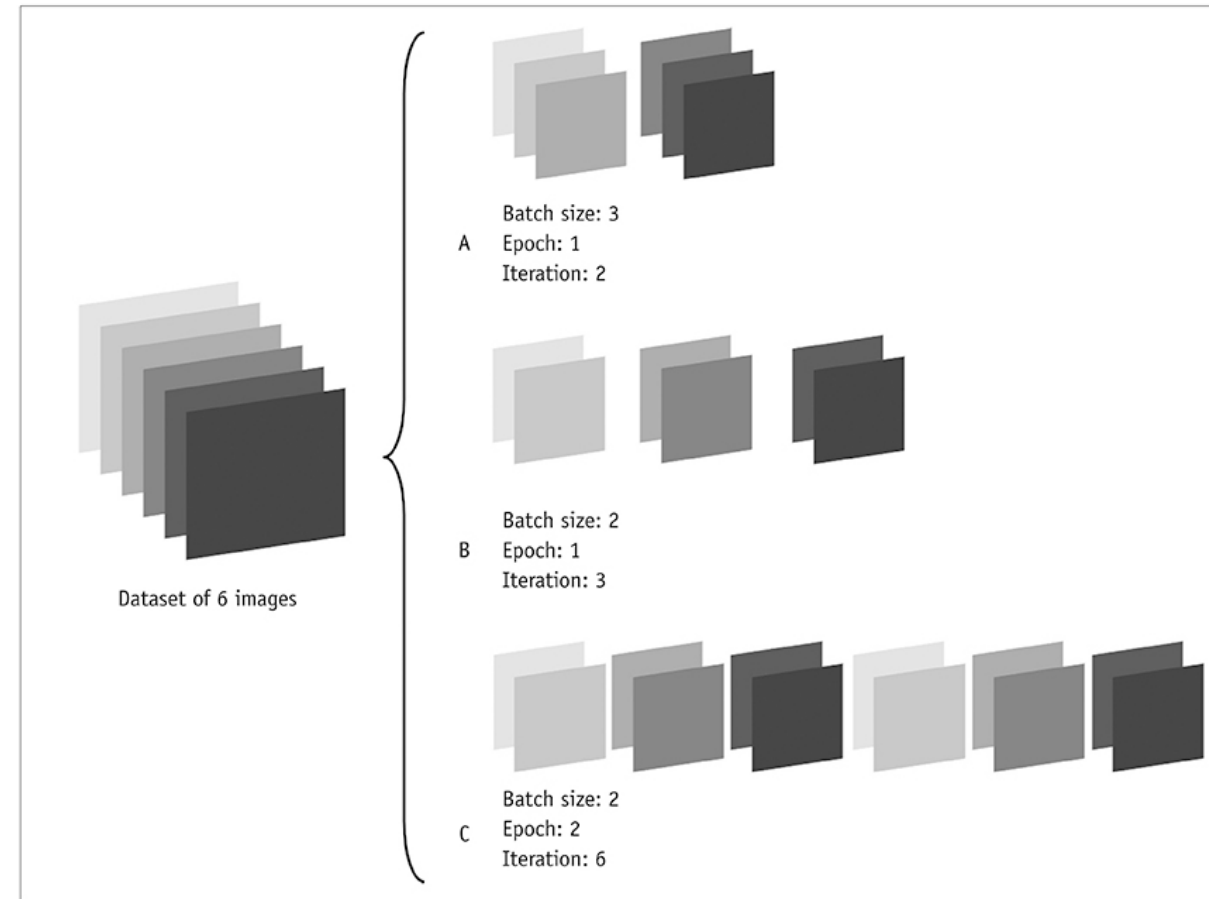 Dataset of 6 images
A
Batch size: 3
Epoch: 1
Iteration: 2
B
Batch size: 2
Epoch: 1
Iteration: 3
C
Batch size: 2
Epoch: 2
Iteration: 6